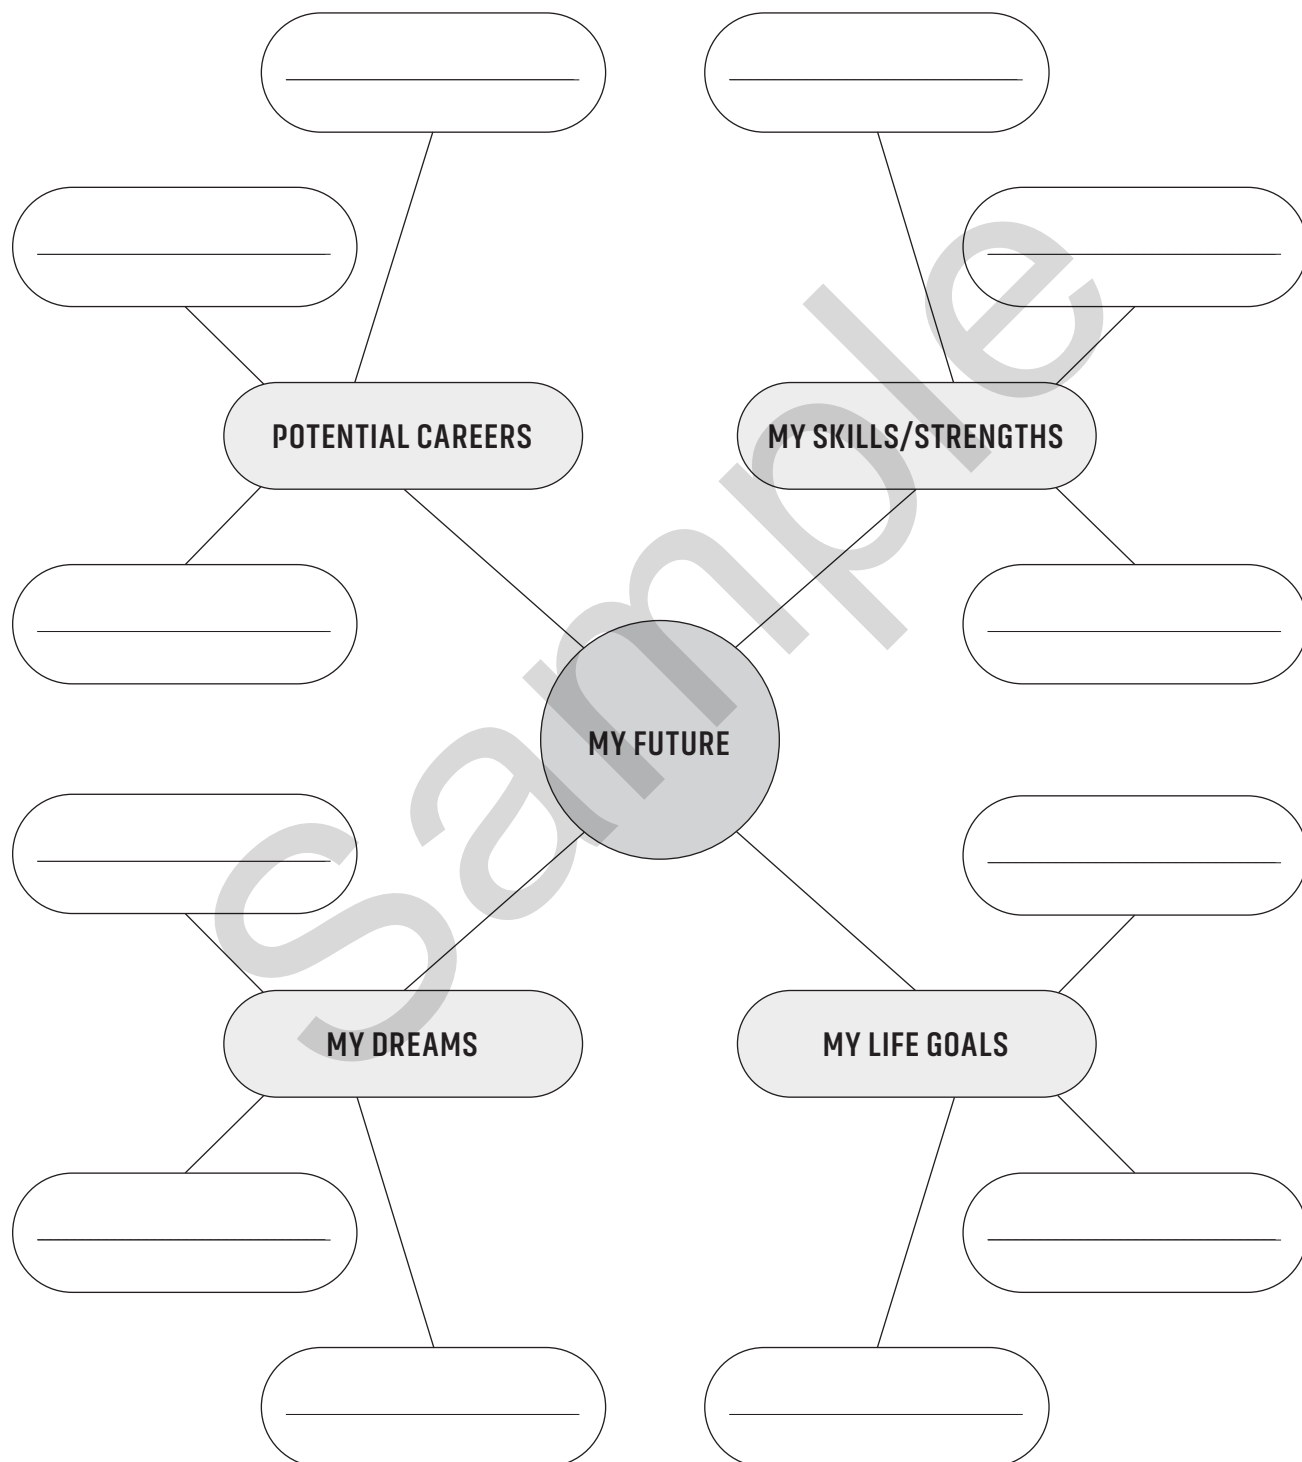 POTENTIAL CAREERS
MY SKILLS/STRENGTHS
MY FUTURE
MY DREAMS
MY LIFE GOALS
Sample